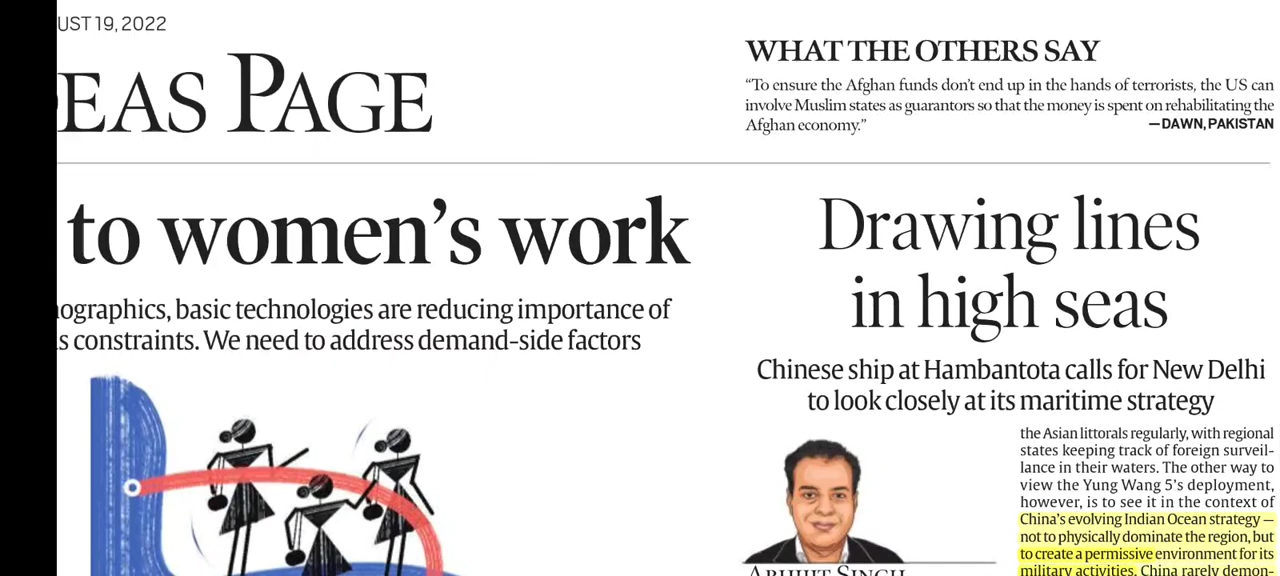 UST 19, 2022
EAS PAGE
WHAT THE OTHERS SAY
“To ensure the Afghan funds don’t end up in the hands of terrorists, the US can
involve Muslim states as guarantors so that the money is spent on rehabilitating the
Afghan economy.”
— DAWN, PAKISTAN
to women’s work
ographics, basic technologies are reducing importance of
s constraints. We need to address demand-side factors
Drawing lines
in high seas
Chinese ship at Hambantota calls for New Delhi
to look closely at its maritime strategy
ABHIJIT SINGH
the Asian littorals regularly, with regional
states keeping track of foreign surveil-
lance in their waters. The other way to
view the Yung Wang 5’s deployment,
however, is to see it in the context of
China’s evolving Indian Ocean strategy —
not to physically dominate the region, but
to create a permissive environment for its
military activities. China rarely demon-